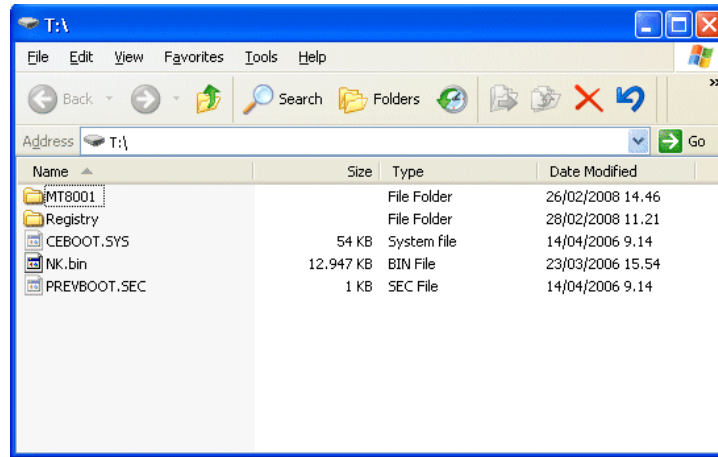 T:\
File Edit View Favorites Tools Help
Back Search Folders »
Address T:\ Go
Name Size Type Date Modified
MT8001 File Folder 26/02/2008 14.46
Registry File Folder 28/02/2008 11.21
CEBOOT.SYS 54 KB System file 14/04/2006 9.14
NK.bin 12.947 KB BIN File 23/03/2006 15.54
PREVBOOT.SEC 1 KB SEC File 14/04/2006 9.14